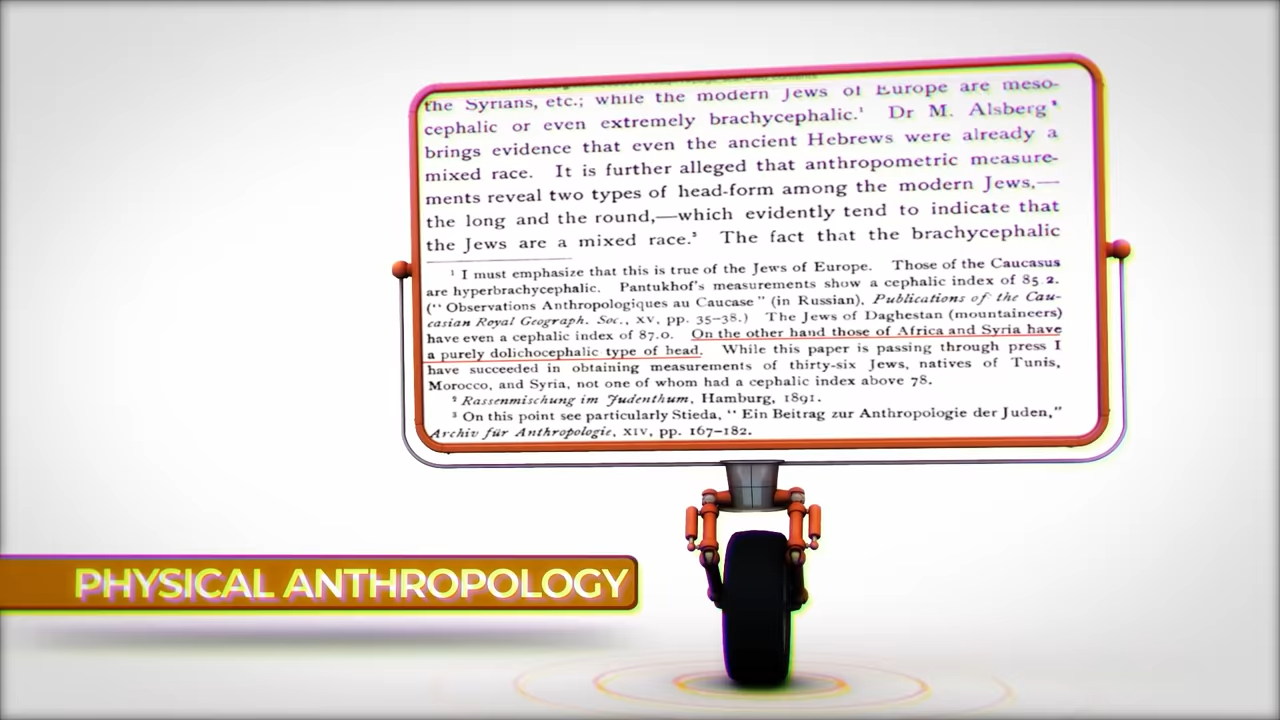 the Syrians, etc.; while the modern Jews of Europe are meso-
cephalic or even extremely brachycephalic.¹ Dr M. Alsberg²
brings evidence that even the ancient Hebrews were already a
mixed race. It is further alleged that anthropometric measure-
ments reveal two types of head-form among the modern Jews,—
the long and the round,—which evidently tend to indicate that
the Jews are a mixed race.³ The fact that the brachycephalic
¹ I must emphasize that this is true of the Jews of Europe. Those of the Caucasus
are hyperbrachycephalic. Pantukhof's measurements show a cephalic index of 85.2.
(“ Observations Anthropologiques au Caucase ” (in Russian), Publications of the Cau-
casian Royal Geograph. Soc., XV, pp. 35–38.) The Jews of Daghestan (mountaineers)
have even a cephalic index of 87.0. On the other hand those of Africa and Syria have
a purely dolichocephalic type of head. While this paper is passing through press I
have succeeded in obtaining measurements of thirty-six Jews, natives of Tunis,
Morocco, and Syria, not one of whom had a cephalic index above 78.
² Rassenmischung im Judenthum, Hamburg, 1891.
³ On this point see particularly Stieda, “ Ein Beitrag zur Anthropologie der Juden,”
Archiv für Anthropologie, XIV, pp. 167–182.
PHYSICAL ANTHROPOLOGY